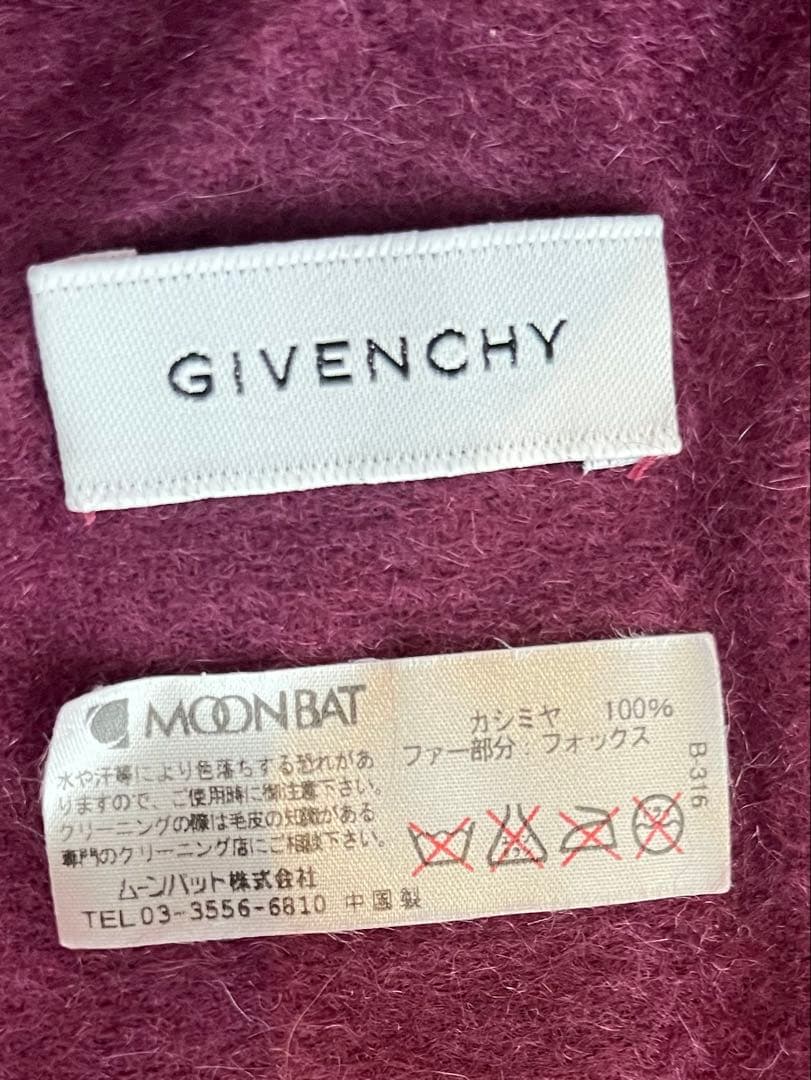 GIVENCHY
MOONBAT
水や汗等により色落ちする恐れがあ
りますので、ご使用時に御注意下さい。
クリーニングの際は毛皮の知識がある
専門のクリーニング店にご相談下さい。
ムーンバット株式会社
TEL 03-3556-6810 中国製
カシミヤ 100%
ファー部分:フォックス
B-316